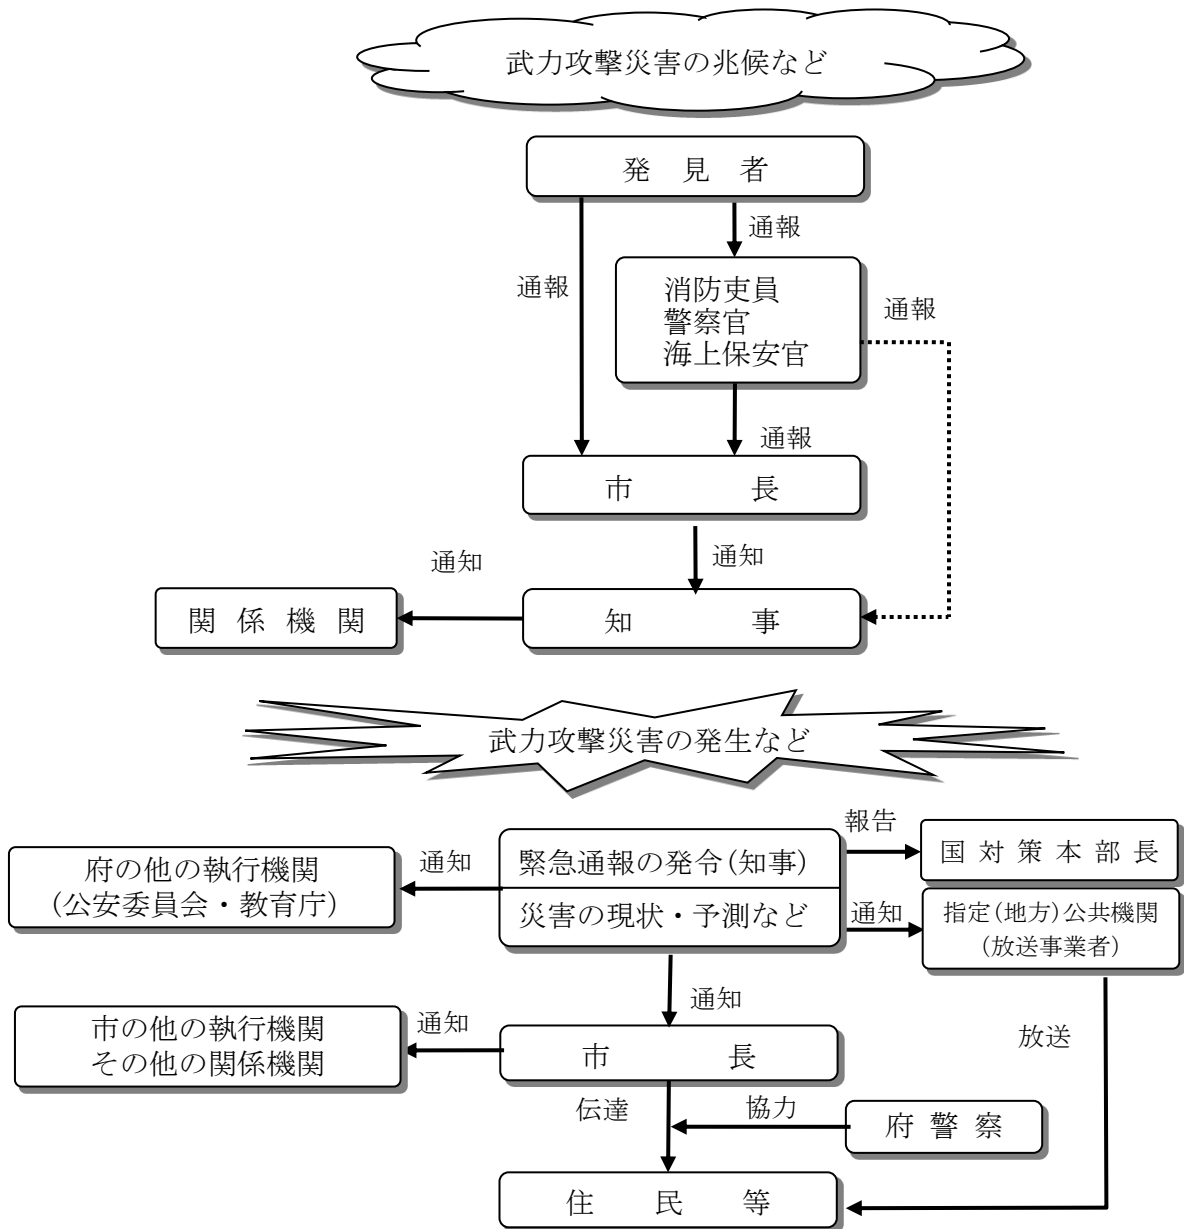 武力攻撃災害の兆候など
発見者
通報
通報
消防吏員
警察官
海上保安官
通報
通報
市長
通知
通知
関係機関
知事
武力攻撃災害の発生など
報告
国対策本部長
府の他の執行機関
(公安委員会・教育庁)
通知
緊急通報の発令(知事)
災害の現状・予測など
通知
指定(地方)公共機関
(放送事業者)
通知
市の他の執行機関
その他の関係機関
通知
市長
放送
伝達
協力
府警察
住民等